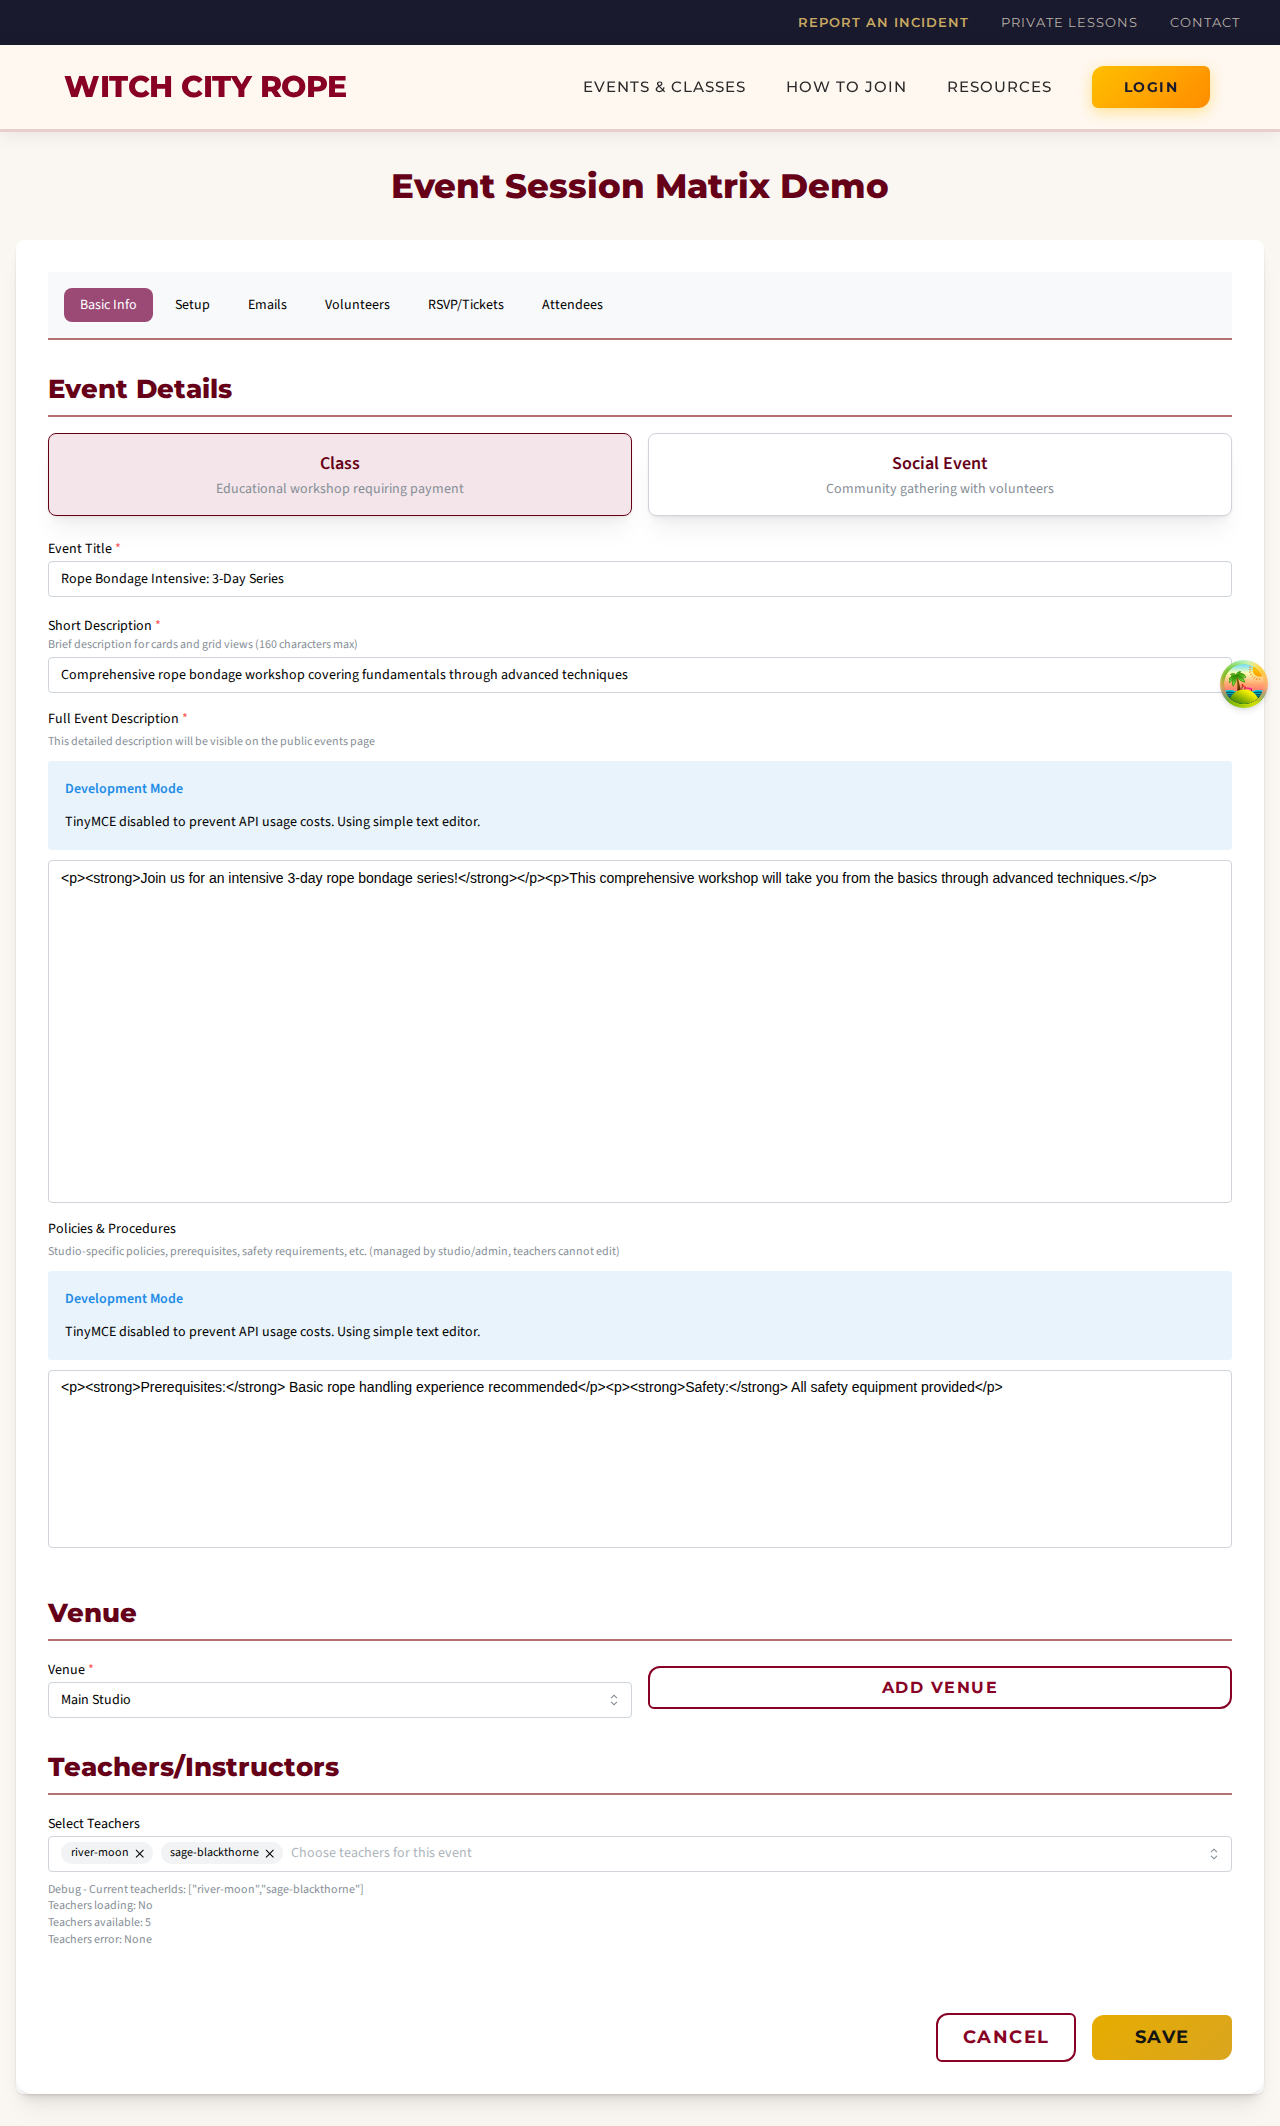 REPORT AN INCIDENT PRIVATE LESSONS CONTACT
WITCH CITY ROPE EVENTS & CLASSES HOW TO JOIN RESOURCES LOGIN
Event Session Matrix Demo
Basic Info Setup Emails Volunteers RSVP/Tickets Attendees
Event Details
Class
Educational workshop requiring payment
Social Event
Community gathering with volunteers
Event Title *
Rope Bondage Intensive: 3-Day Series
Short Description *
Brief description for cards and grid views (160 characters max)
Comprehensive rope bondage workshop covering fundamentals through advanced techniques
Full Event Description *
This detailed description will be visible on the public events page
Development Mode
TinyMCE disabled to prevent API usage costs. Using simple text editor.
<p><strong>Join us for an intensive 3-day rope bondage series!</strong></p><p>This comprehensive workshop will take you from the basics through advanced techniques.</p>
Policies & Procedures
Studio-specific policies, prerequisites, safety requirements, etc. (managed by studio/admin, teachers cannot edit)
Development Mode
TinyMCE disabled to prevent API usage costs. Using simple text editor.
<p><strong>Prerequisites:</strong> Basic rope handling experience recommended</p><p><strong>Safety:</strong> All safety equipment provided</p>
Venue
Venue *
Main Studio
ADD VENUE
Teachers/Instructors
Select Teachers
river-moon sage-blackthorne Choose teachers for this event
Debug - Current teacherIds: ["river-moon","sage-blackthorne"]
Teachers loading: No
Teachers available: 5
Teachers error: None
CANCEL SAVE